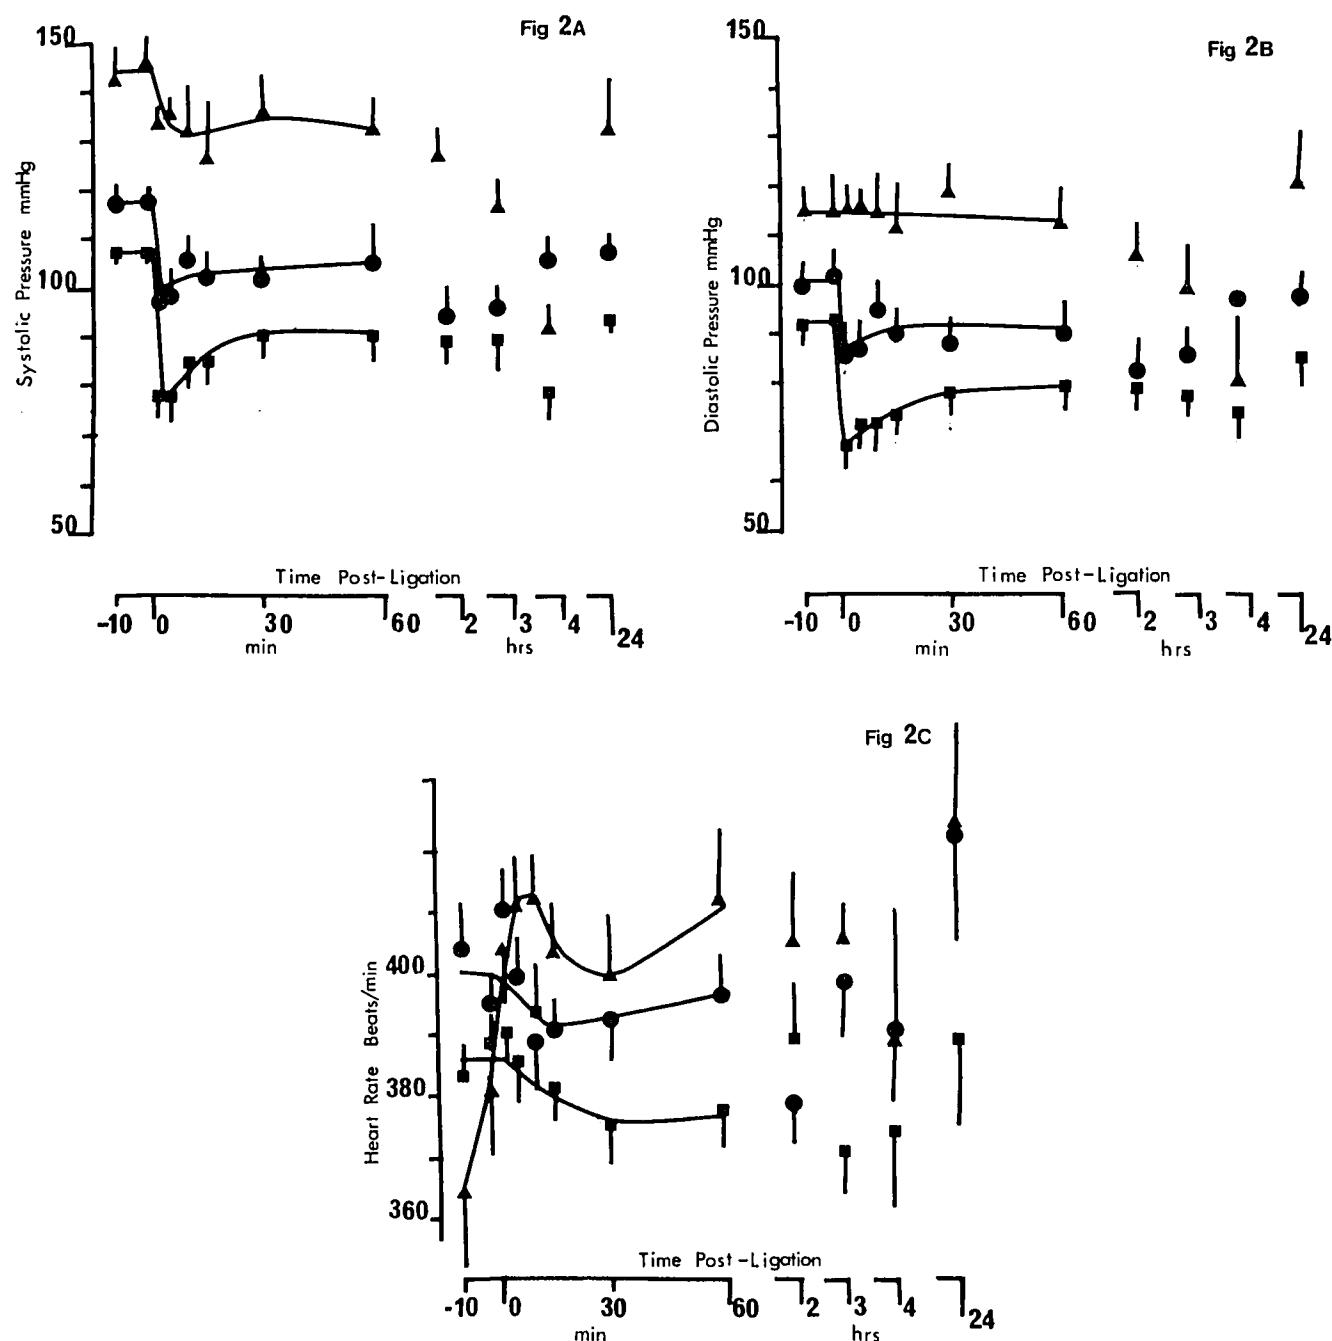 Fig 2A
150
100
50
Systolic Pressure mmHg
Time Post-Ligation
-10 0 30 60 2 3 4 24
min hrs
Fig 2B
150
100
50
Diastolic Pressure mmHg
Time Post-Ligation
-10 0 30 60 2 3 4 24
min hrs
Fig 2C
400
380
360
Heart Rate Beats/min
Time Post-Ligation
-10 0 30 60 2 3 4 24
min hrs